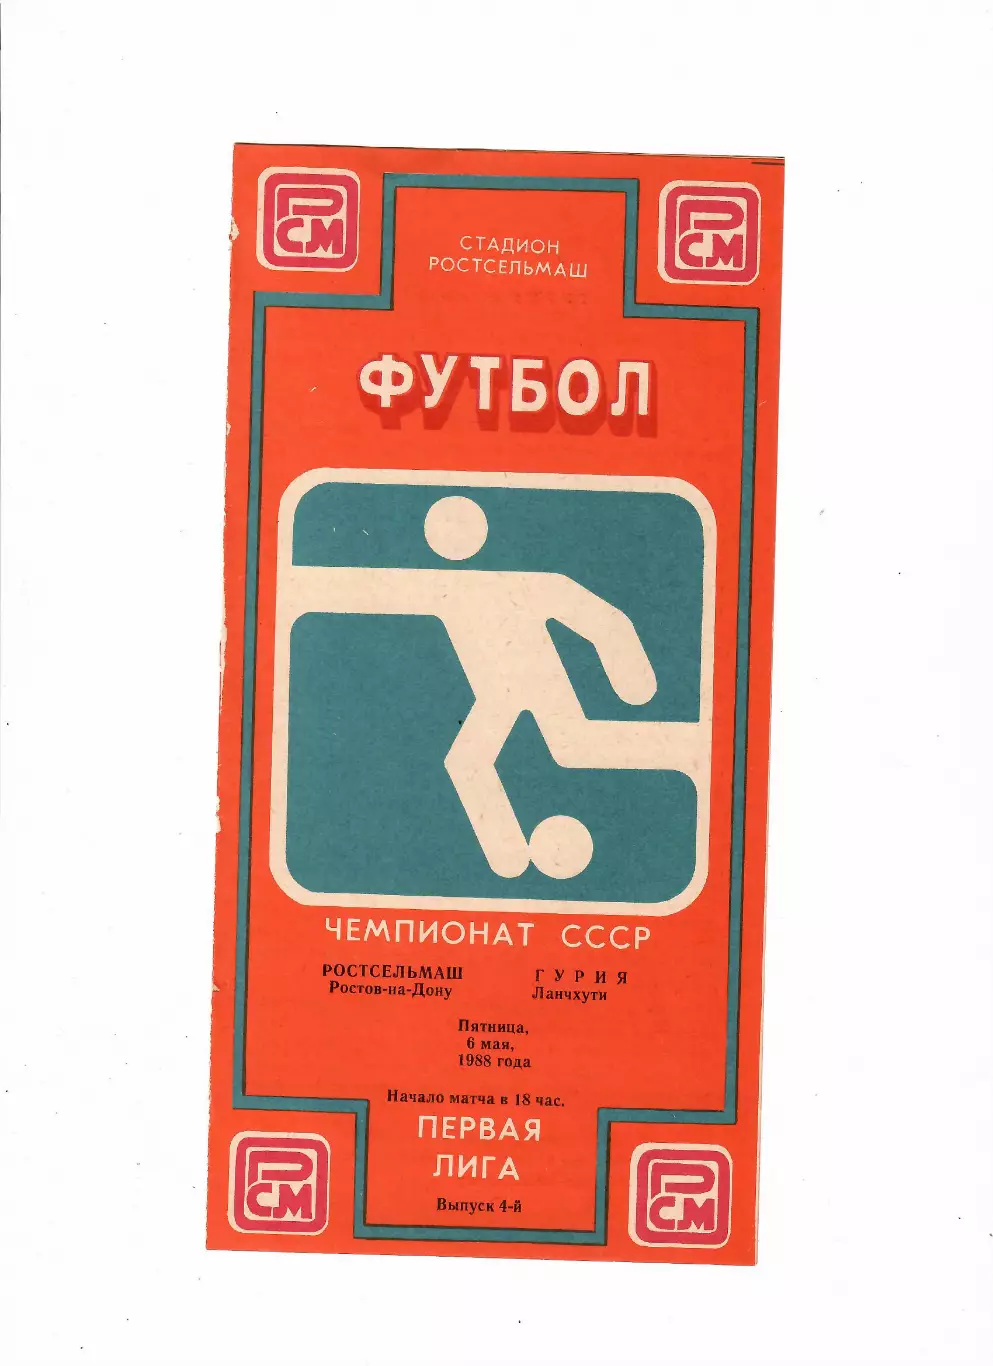 РСМ
РСМ
СТАДИОН
РОСТСЕЛЬМАШ
ФУТБОЛ
ЧЕМПИОНАТ СССР
РОСТСЕЛЬМАШ ГУРИЯ
Ростов-на-Дону Ланчхути
Пятница,
6 мая,
1988 года
Начало матча в 18 час.
ПЕРВАЯ
ЛИГА
Выпуск 4-й
РСМ
РСМ